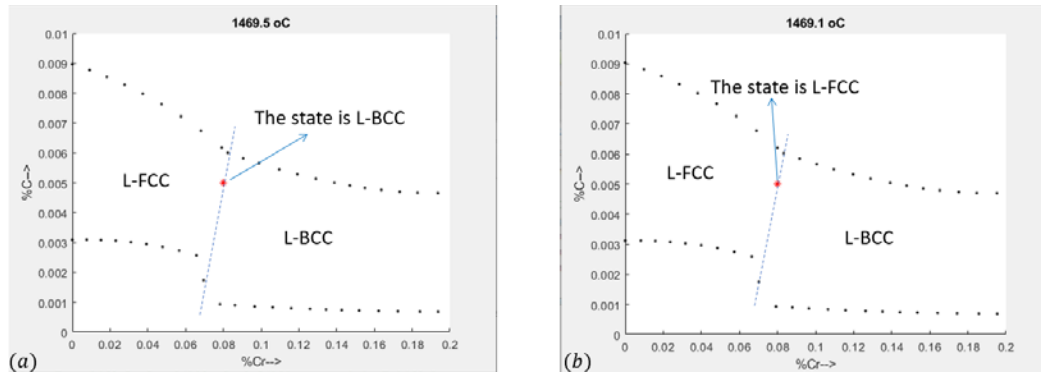 1469.5 oC
0.01
0.009
0.008
0.007
0.006
0.005
0.004
0.003
0.002
0.001
0
%C-->
The state is L-BCC
L-FCC
L-BCC
0 0.02 0.04 0.06 0.08 0.1 0.12 0.14 0.16 0.18 0.2
%Cr-->
(a)
1469.1 oC
0.01
0.009
0.008
0.007
0.006
0.005
0.004
0.003
0.002
0.001
0
%C-->
The state is L-FCC
L-FCC
L-BCC
0 0.02 0.04 0.06 0.08 0.1 0.12 0.14 0.16 0.18 0.2
%Cr-->
(b)